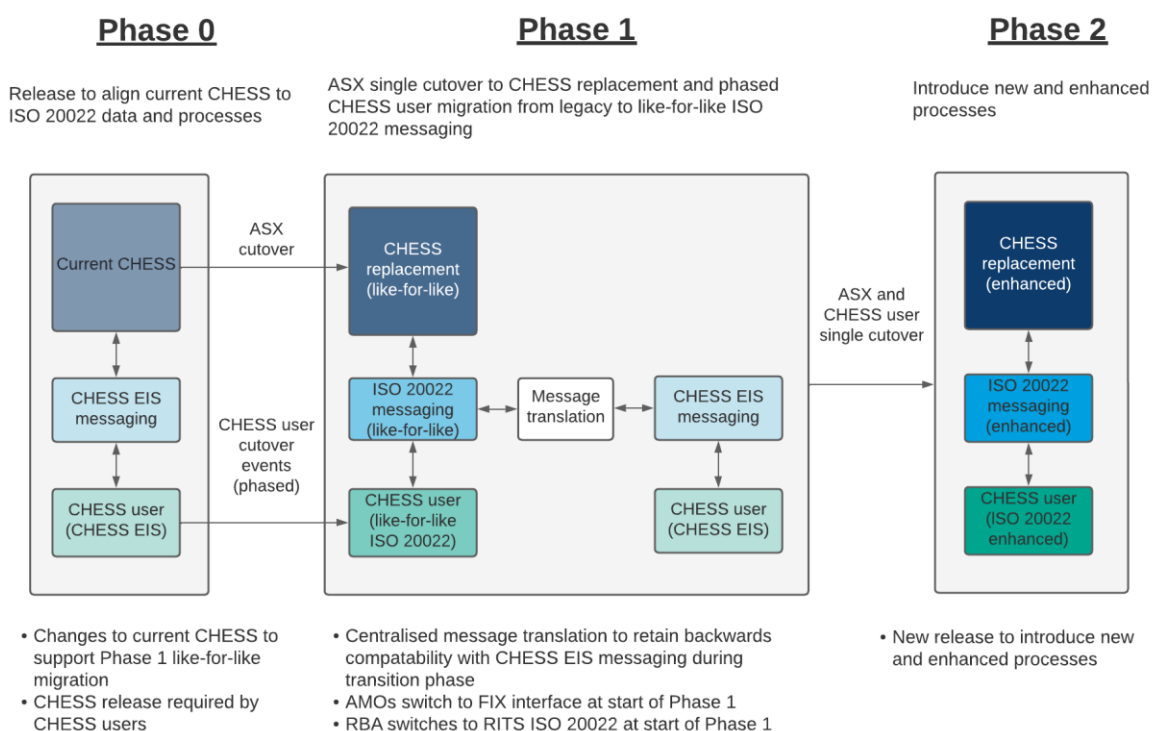 Phase 0
Phase 1
Phase 2
Release to align current CHESS to
ISO 20022 data and processes
ASX single cutover to CHESS replacement and phased
CHESS user migration from legacy to like-for-like ISO
20022 messaging
Introduce new and enhanced
processes
Current CHESS
CHESS EIS
messaging
CHESS user
(CHESS EIS)
ASX
cutover
CHESS user
cutover
events
(phased)
CHESS
replacement
(like-for-like)
ISO 20022
messaging
(like-for-like)
CHESS user
(like-for-like
ISO 20022)
Message
translation
CHESS EIS
messaging
CHESS user
(CHESS EIS)
ASX and
CHESS user
single cutover
CHESS
replacement
(enhanced)
ISO 20022
messaging
(enhanced)
CHESS user
(ISO 20022
enhanced)
• Changes to current CHESS to
support Phase 1 like-for-like
migration
• CHESS release required by
CHESS users
• Centralised message translation to retain backwards
compatability with CHESS EIS messaging during
transition phase
• AMOs switch to FIX interface at start of Phase 1
• RBA switches to RITS ISO 20022 at start of Phase 1
• New release to introduce new
and enhanced processes